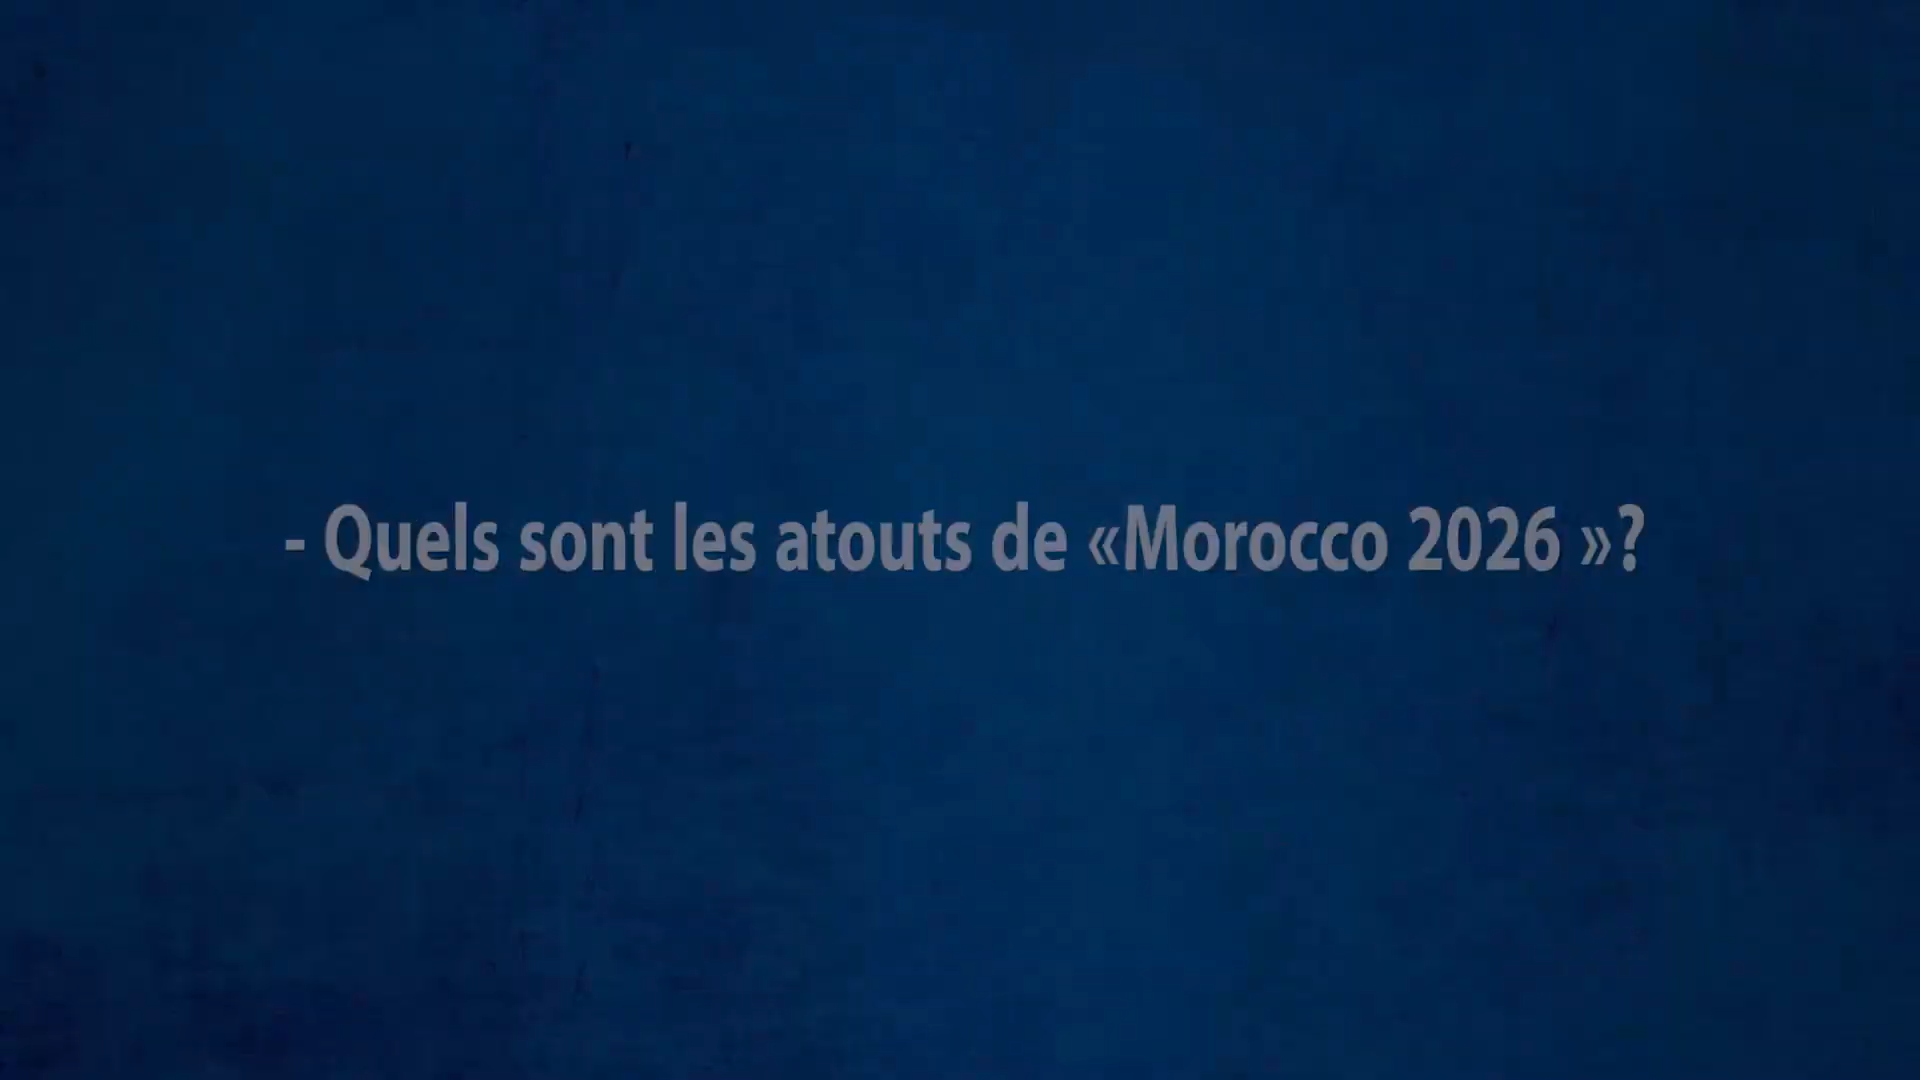 - Quels sont les atouts de «Morocco 2026 »?